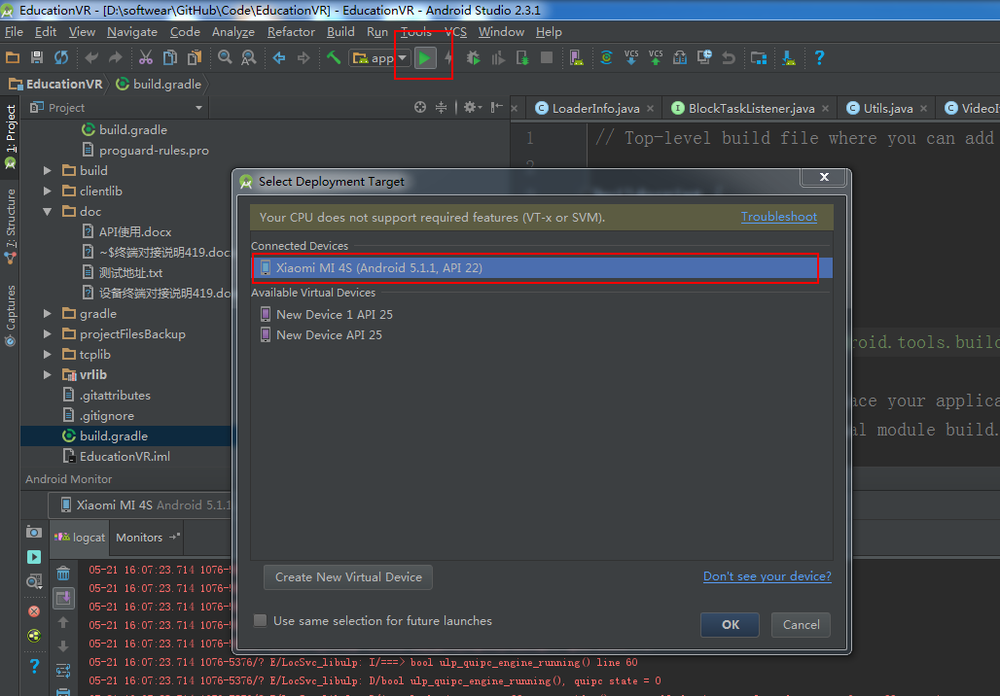 EducationVR - [D:\softwear\GitHub\Code\EducationVR] - EducationVR - Android Studio 2.3.1
File Edit View Navigate Code Analyze Refactor Build Run Tools VCS Window Help
app
EducationVR build.gradle
Project
LoaderInfo.java BlockTaskListener.java Utils.java
1: Project
7: Structure
Captures
build.gradle
proguard-rules.pro
build
clientlib
doc
API使用.docx
~$终端对接说明419.doc
测试地址.txt
设备终端对接说明419.do
gradle
projectFilesBackup
tcplib
vrlib
.gitattributes
.gitignore
build.gradle
EducationVR.iml
1 // Top-level build file where you can add
2
roid.tools.build
ace your applica
al module build.
Select Deployment Target
Your CPU does not support required features (VT-x or SVM). Troubleshoot
Connected Devices
Xiaomi MI 4S (Android 5.1.1, API 22)
Available Virtual Devices
New Device 1 API 25
New Device API 25
Create New Virtual Device Don't see your device?
Use same selection for future launches
OK Cancel
Android Monitor
Xiaomi MI 4S Android 5.1.1
logcat Monitors
05-21 16:07:23.714 1076-5
05-21 16:07:23.714 1076-5
05-21 16:07:23.714 1076-5
05-21 16:07:23.714 1076-5
05-21 16:07:23.714 1076-5
05-21 16:07:23.714 1076-5376/? E/LocSvc_libulp: I/===> bool ulp_quipc_engine_running() line 60
05-21 16:07:23.714 1076-5376/? E/LocSvc_libulp: D/bool ulp_quipc_engine_running(), quipc state = 0